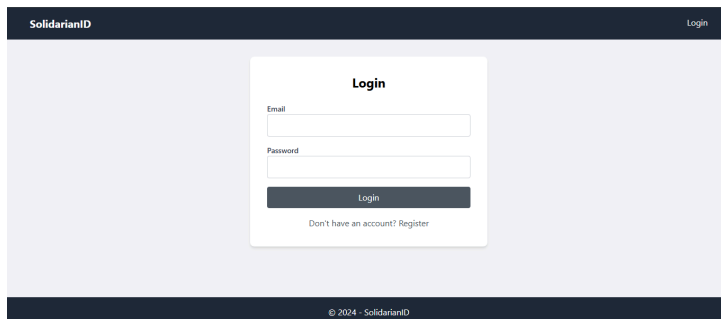 SolidarianID
Login
Login
Email
Password
Login
Don't have an account? Register
© 2024 - SolidarianID